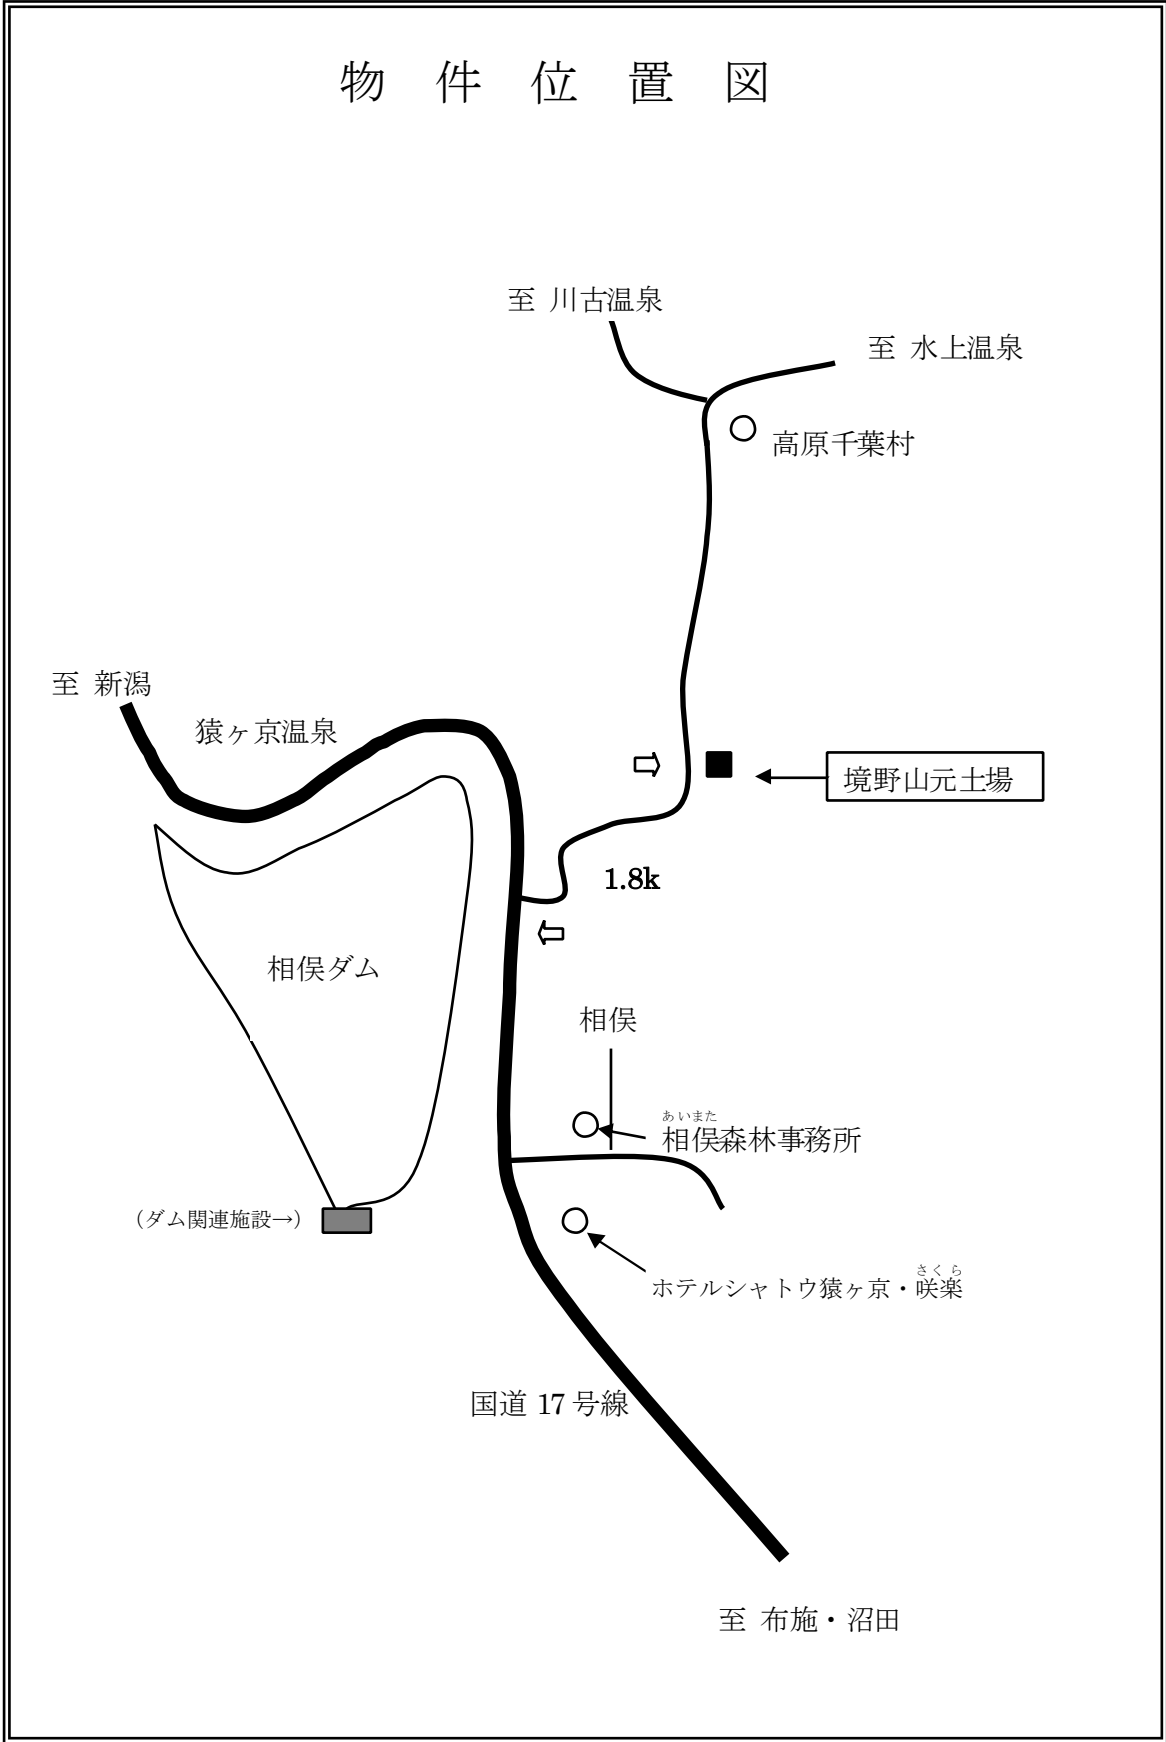 物件位置図
至 川古温泉
至 水上温泉
高原千葉村
至 新潟
猿ヶ京温泉
境野山元土場
1.8k
相俣ダム
相俣
あいまた
相俣森林事務所
（ダム関連施設→）
さくら
ホテルシャトウ猿ヶ京・咲楽
国道 17 号線
至 布施・沼田